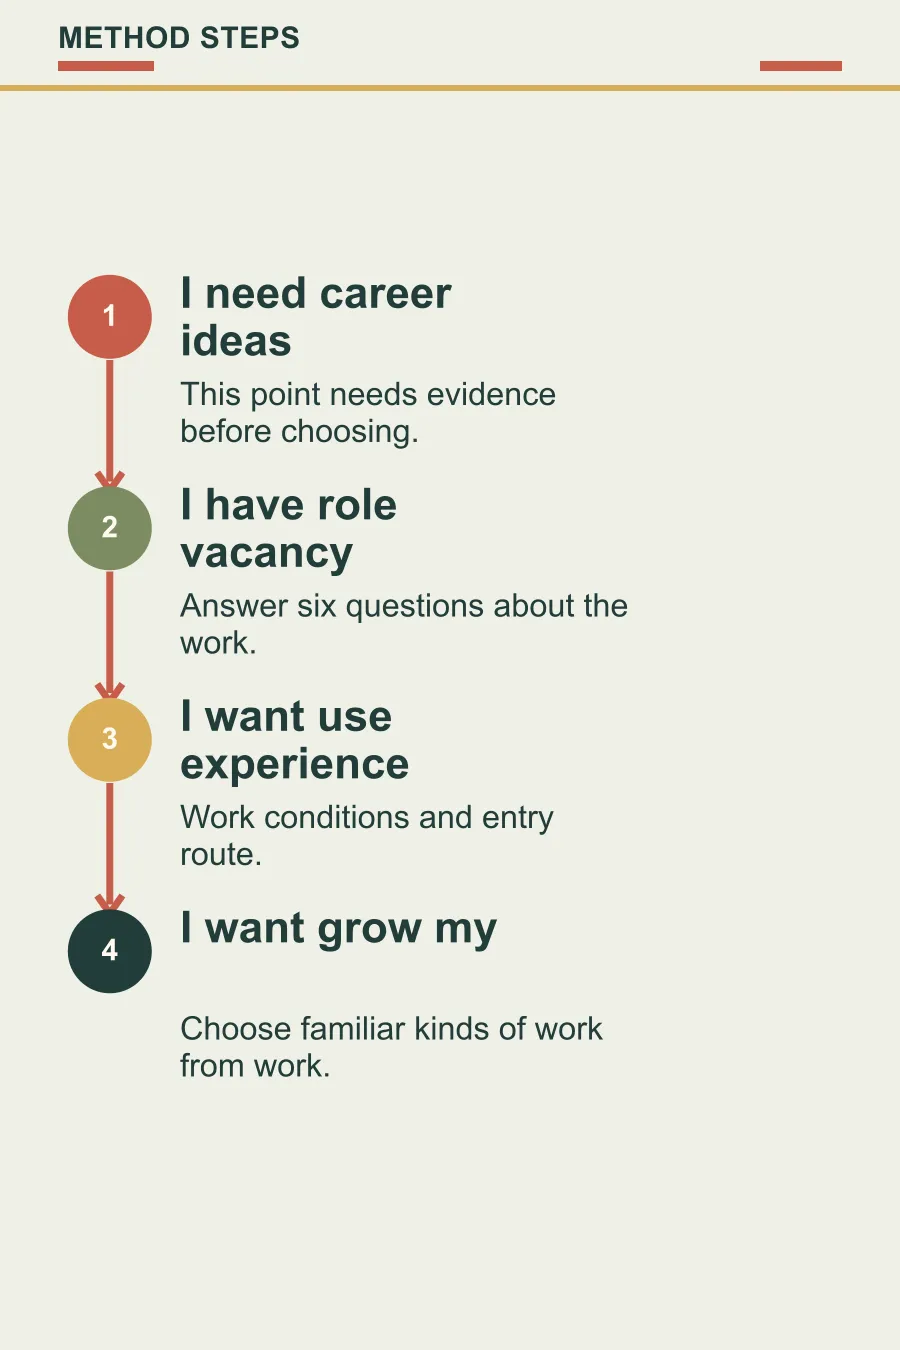 METHOD STEPS
1
I need career
ideas
This point needs evidence
before choosing.
2
I have role
vacancy
Answer six questions about the
work.
3
I want use
experience
Work conditions and entry
route.
4
I want grow my
Choose familiar kinds of work
from work.